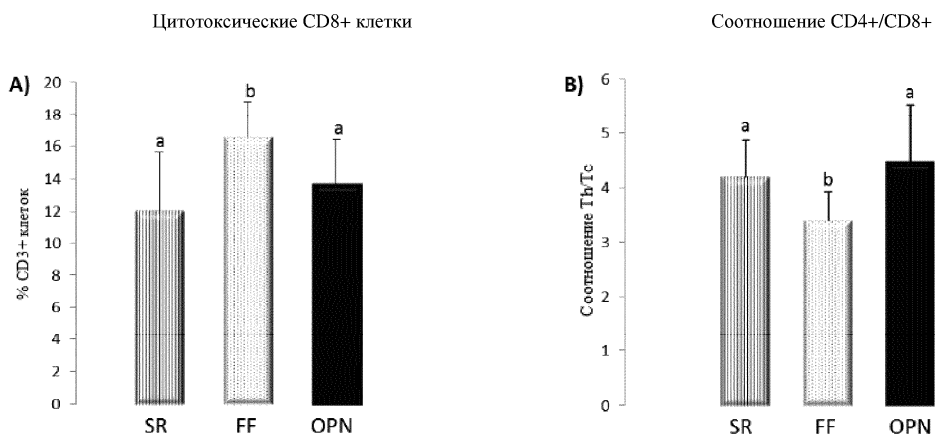 Цитотоксические CD8+ клетки
Соотношение CD4+/CD8+
A)
% CD3+ клеток
20
18
16
14
12
10
8
6
4
2
0
a
b
a
SR
FF
OPN
B)
Соотношение Th/Tc
6
5
4
3
2
1
0
a
b
a
SR
FF
OPN